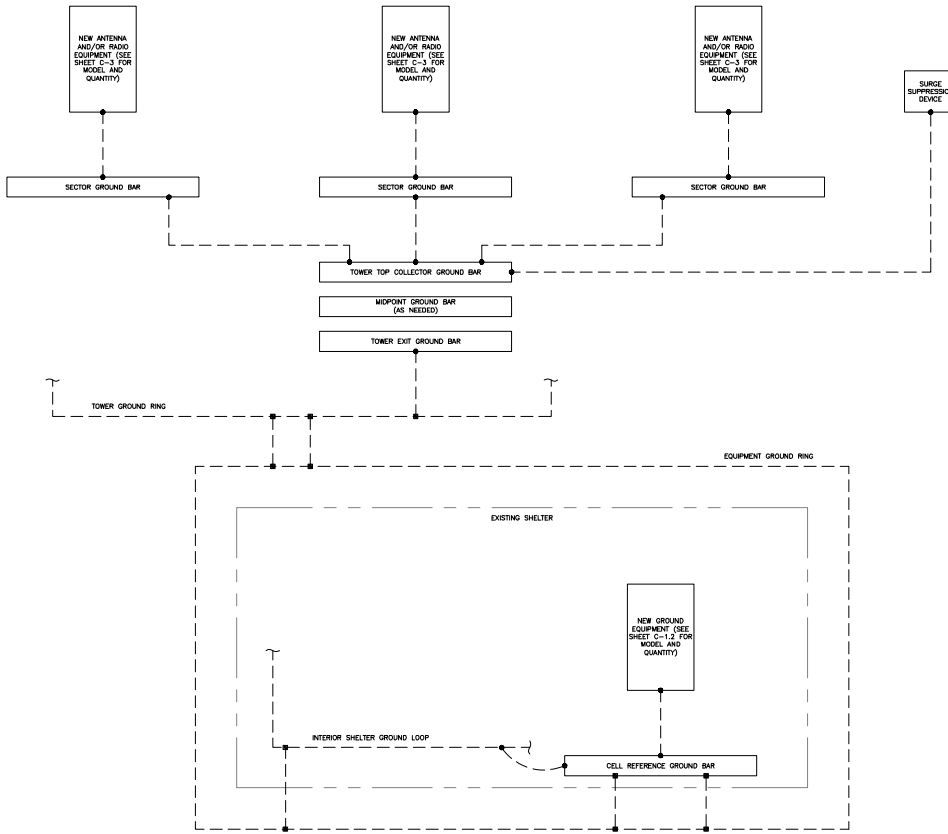 NEW ANTENNA
AND/OR RADIO
EQUIPMENT (SEE
SHEET C-3 FOR
MODEL AND
QUANTITY)
NEW ANTENNA
AND/OR RADIO
EQUIPMENT (SEE
SHEET C-3 FOR
MODEL AND
QUANTITY)
NEW ANTENNA
AND/OR RADIO
EQUIPMENT (SEE
SHEET C-3 FOR
MODEL AND
QUANTITY)
SURGE
SUPPRESSIO
DEVICE
SECTOR GROUND BAR
SECTOR GROUND BAR
SECTOR GROUND BAR
TOWER TOP COLLECTOR GROUND BAR
MIDPOINT GROUND BAR
(AS NEEDED)
TOWER EXIT GROUND BAR
TOWER GROUND RING
EQUIPMENT GROUND RING
EXISTING SHELTER
NEW GROUND
EQUIPMENT (SEE
SHEET C-1.2 FOR
MODEL AND
QUANTITY)
INTERIOR SHELTER GROUND LOOP
CELL REFERENCE GROUND BAR